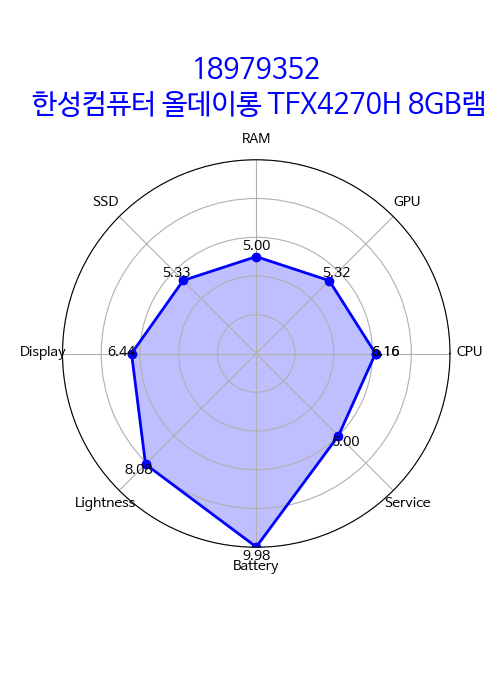 18979352
한성컴퓨터 올데이롱 TFX4270H 8GB램
RAM
SSD
GPU
5.00
5.33
5.32
Display
6.44
6.16
CPU
8.08
6.00
Lightness
Service
9.98
Battery